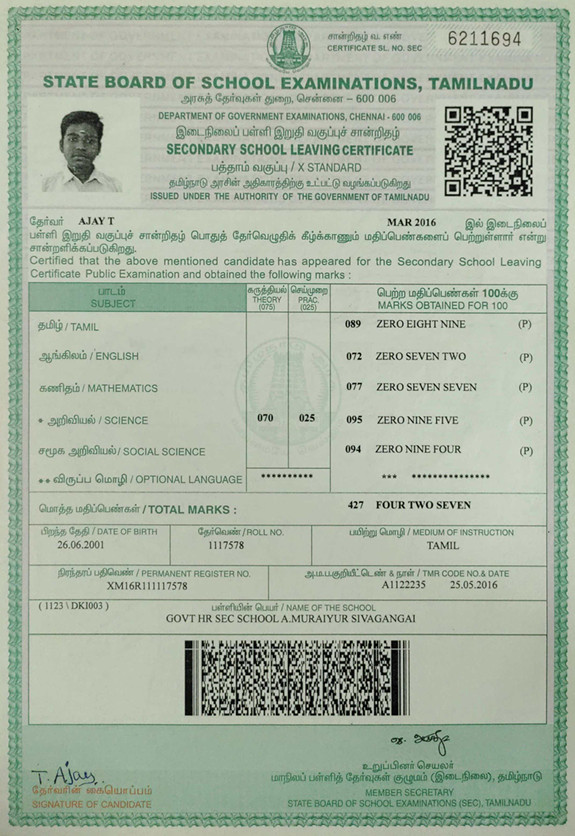 சான்றிதழ் வ. எண்
CERTIFICATE SL. NO. SEC 6211694
STATE BOARD OF SCHOOL EXAMINATIONS, TAMILNADU
அரசுத் தேர்வுகள் துறை, சென்னை – 600 006
DEPARTMENT OF GOVERNMENT EXAMINATIONS, CHENNAI - 600 006
இடைநிலைப் பள்ளி இறுதி வகுப்புச் சான்றிதழ்
SECONDARY SCHOOL LEAVING CERTIFICATE
பத்தாம் வகுப்பு / X STANDARD
தமிழ்நாடு அரசின் அதிகாரத்திற்கு உட்பட்டு வழங்கப்படுகிறது
ISSUED UNDER THE AUTHORITY OF THE GOVERNMENT OF TAMILNADU
தேர்வர் AJAY T MAR 2016 இல் இடைநிலைப்
பள்ளி இறுதி வகுப்புச் சான்றிதழ் பொதுத் தேர்வெழுதிக் கீழ்க்காணும் மதிப்பெண்களைப் பெற்றுள்ளார் என்று
சான்றளிக்கப்படுகிறது.
Certified that the above mentioned candidate has appeared for the Secondary School Leaving
Certificate Public Examination and obtained the following marks :
பாடம் கருத்தியல் செய்முறை பெற்ற மதிப்பெண்கள் 100க்கு
SUBJECT THEORY (075) PRAC. (025) MARKS OBTAINED FOR 100
தமிழ் / TAMIL 089 ZERO EIGHT NINE (P)
ஆங்கிலம் / ENGLISH 072 ZERO SEVEN TWO (P)
கணிதம் / MATHEMATICS 077 ZERO SEVEN SEVEN (P)
* அறிவியல் / SCIENCE 070 025 095 ZERO NINE FIVE (P)
சமூக அறிவியல் / SOCIAL SCIENCE 094 ZERO NINE FOUR (P)
** விருப்ப மொழி / OPTIONAL LANGUAGE ********** *** ***************
மொத்த மதிப்பெண்கள் / TOTAL MARKS : 427 FOUR TWO SEVEN
பிறந்த தேதி / DATE OF BIRTH தேர்வெண் / ROLL NO. பயிற்று மொழி / MEDIUM OF INSTRUCTION
26.06.2001 1117578 TAMIL
நிரந்தரப் பதிவெண் / PERMANENT REGISTER NO. அ.ம.ப.குறியீட்டெண் & நாள் / TMR CODE NO.& DATE
XM16R111117578 A1122235 25.05.2016
( 1123 \ DKI003 ) பள்ளியின் பெயர் / NAME OF THE SCHOOL
GOVT HR SEC SCHOOL A.MURAIYUR SIVAGANGAI
T. Ajay.
தேர்வரின் கையொப்பம்
SIGNATURE OF CANDIDATE
உறுப்பினர் செயலர்
மாநிலப் பள்ளித் தேர்வுகள் குழுமம் (இடைநிலை), தமிழ்நாடு
MEMBER SECRETARY
STATE BOARD OF SCHOOL EXAMINATIONS (SEC), TAMILNADU